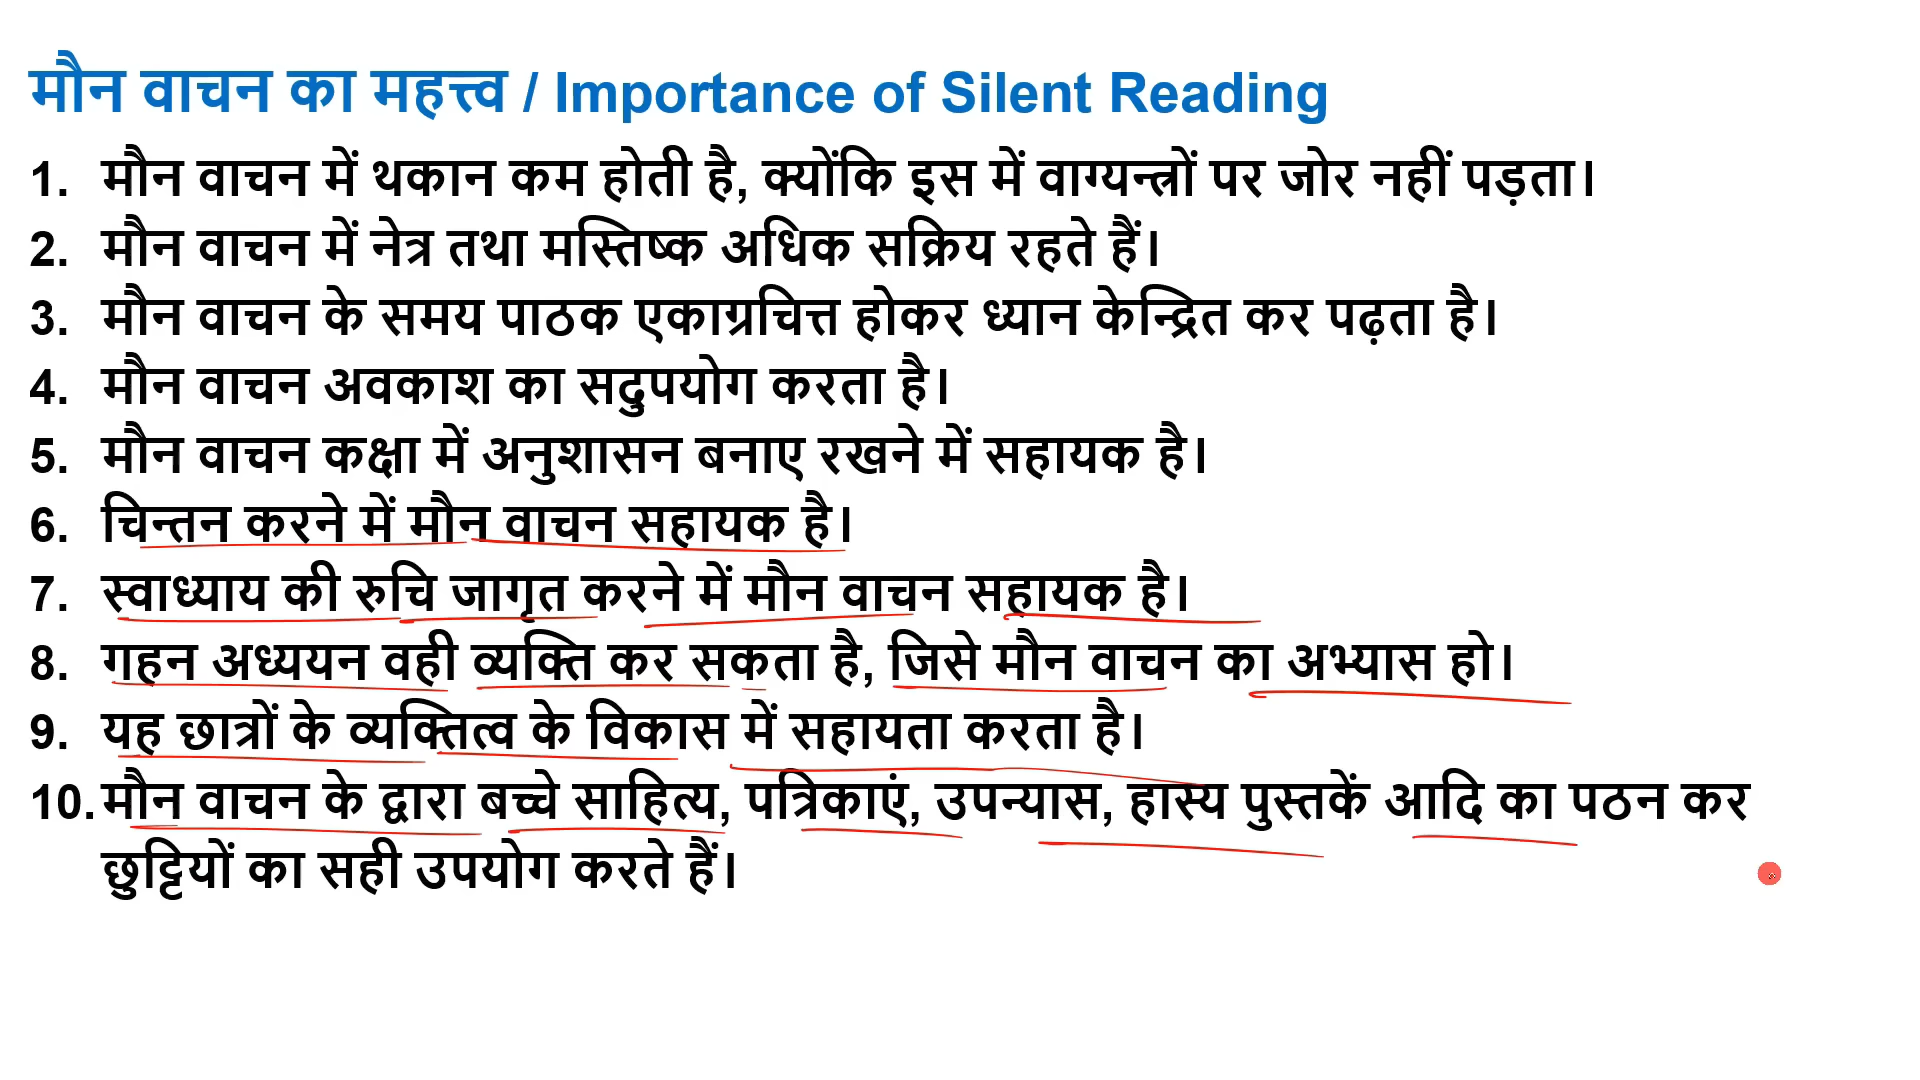 मौन वाचन का महत्त्व / Importance of Silent Reading
1. मौन वाचन में थकान कम होती है, क्योंकि इस में वाग्यन्त्रों पर जोर नहीं पड़ता।
2. मौन वाचन में नेत्र तथा मस्तिष्क अधिक सक्रिय रहते हैं।
3. मौन वाचन के समय पाठक एकाग्रचित्त होकर ध्यान केन्द्रित कर पढ़ता है।
4. मौन वाचन अवकाश का सदुपयोग करता है।
5. मौन वाचन कक्षा में अनुशासन बनाए रखने में सहायक है।
6. चिन्तन करने में मौन वाचन सहायक है।
7. स्वाध्याय की रुचि जागृत करने में मौन वाचन सहायक है।
8. गहन अध्ययन वही व्यक्ति कर सकता है, जिसे मौन वाचन का अभ्यास हो।
9. यह छात्रों के व्यक्तित्व के विकास में सहायता करता है।
10. मौन वाचन के द्वारा बच्चे साहित्य, पत्रिकाएं, उपन्यास, हास्य पुस्तकें आदि का पठन कर
छुट्टियों का सही उपयोग करते हैं।